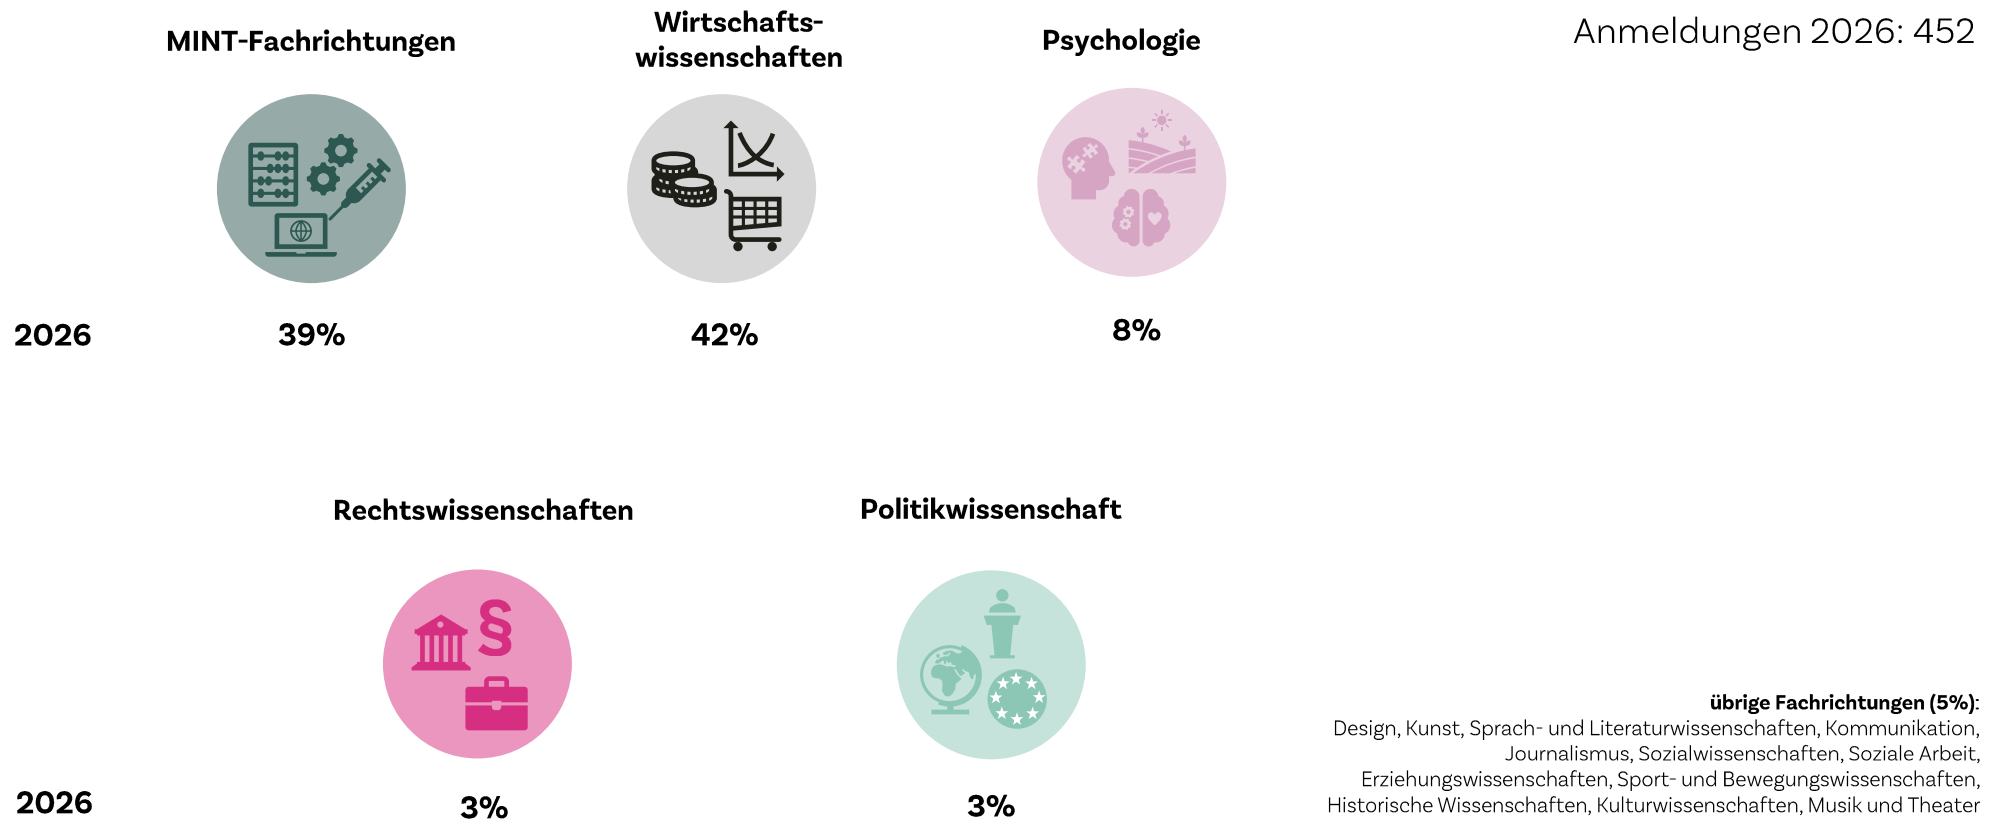 Anmeldungen 2026: 452
MINT-Fachrichtungen
Wirtschafts-
wissenschaften
Psychologie
2026
39%
42%
8%
Rechtswissenschaften
Politikwissenschaft
§
2026
3%
3%
übrige Fachrichtungen (5%):
Design, Kunst, Sprach- und Literaturwissenschaften, Kommunikation,
Journalismus, Sozialwissenschaften, Soziale Arbeit,
Erziehungswissenschaften, Sport- und Bewegungswissenschaften,
Historische Wissenschaften, Kulturwissenschaften, Musik und Theater